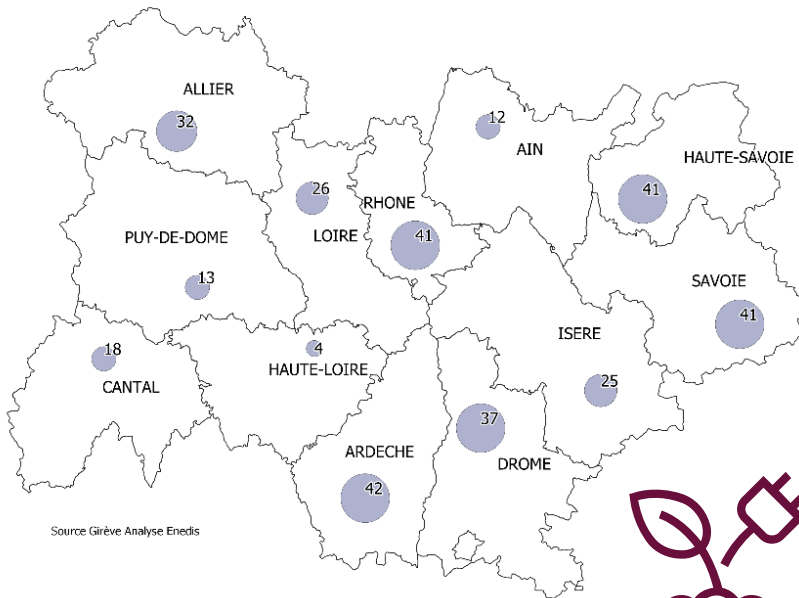 ALLIER
32
12
AIN
HAUTE-SAVOIE
41
26
RHONE
LOIRE
41
PUY-DE-DOME
13
SAVOIE
41
ISERE
18
CANTAL
4
HAUTE-LOIRE
25
37
DROME
ARDECHE
42
Source Girève Analyse Enedis